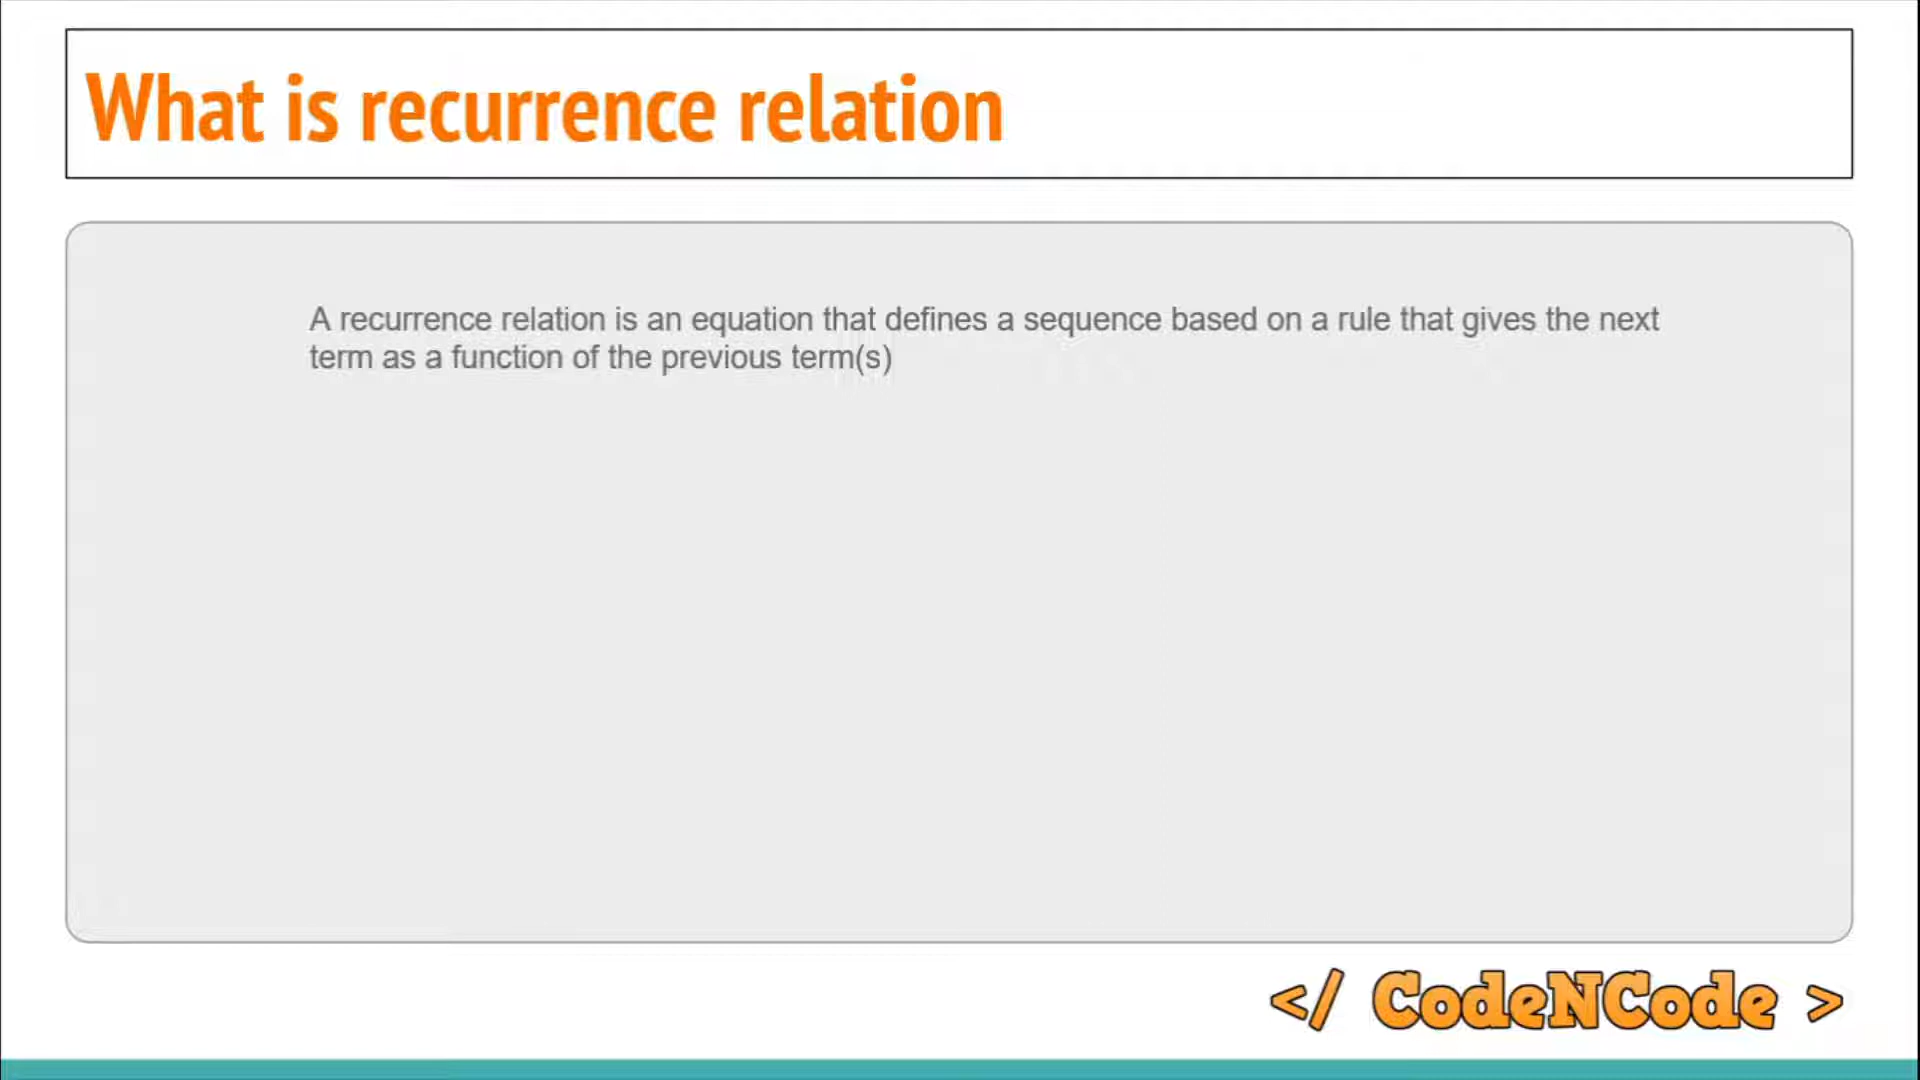 What is recurrence relation
A recurrence relation is an equation that defines a sequence based on a rule that gives the next
term as a function of the previous term(s)
</ CodeNCode >